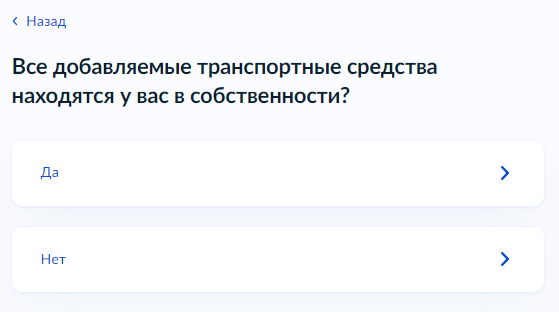 Назад
Все добавляемые транспортные средства
находятся у вас в собственности?
Да
Нет